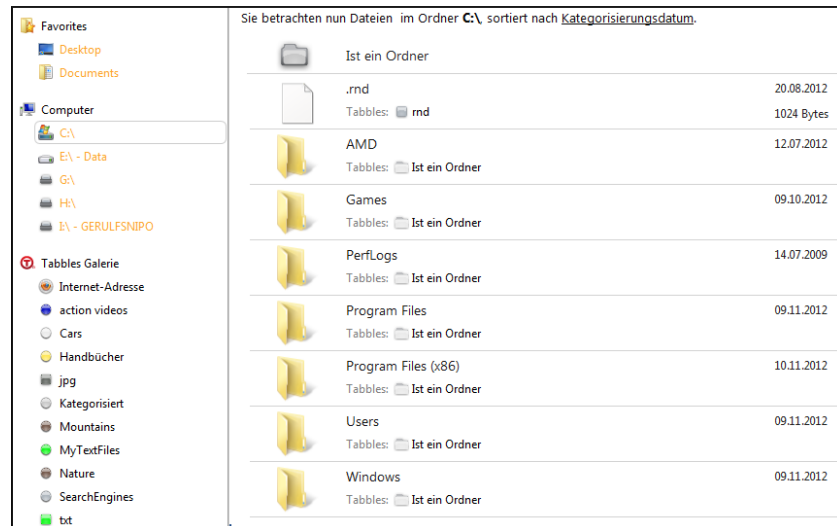 Favorites
Desktop
Documents
Computer
C:\
E:\ - Data
G:\
H:\
I:\ - GERULFSNIPO
Tabbles Galerie
Internet-Adresse
action videos
Cars
Handbücher
jpg
Kategorisiert
Mountains
MyTextFiles
Nature
SearchEngines
txt
Sie betrachten nun Dateien im Ordner C:\, sortiert nach Kategorisierungsdatum.
Ist ein Ordner
.rnd 20.08.2012
Tabbles: rnd 1024 Bytes
AMD 12.07.2012
Tabbles: Ist ein Ordner
Games 09.10.2012
Tabbles: Ist ein Ordner
PerfLogs 14.07.2009
Tabbles: Ist ein Ordner
Program Files 09.11.2012
Tabbles: Ist ein Ordner
Program Files (x86) 10.11.2012
Tabbles: Ist ein Ordner
Users 09.11.2012
Tabbles: Ist ein Ordner
Windows 09.11.2012
Tabbles: Ist ein Ordner